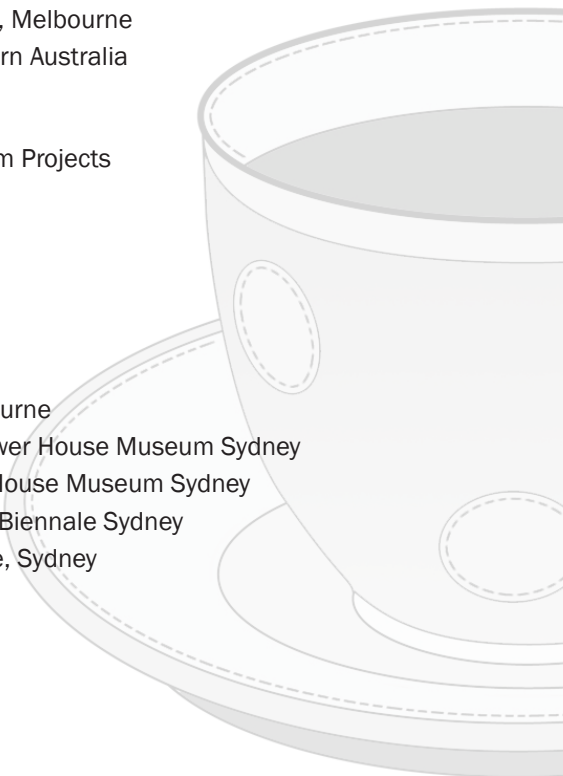 , Melbourne
rn Australia
m Projects
urne
wer House Museum Sydney
House Museum Sydney
Biennale Sydney
e, Sydney